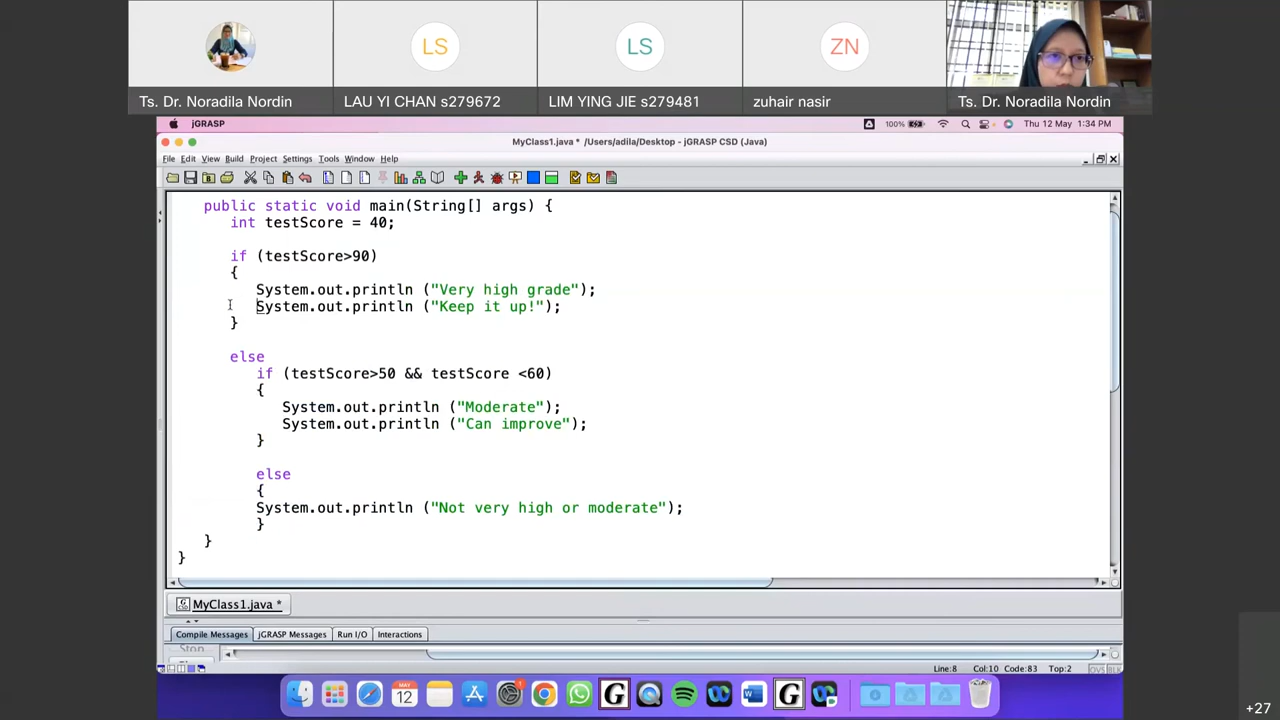 LS
LS
ZN
Ts. Dr. Noradila Nordin
LAU YI CHAN s279672
LIM YING JIE s279481
zuhair nasir
Ts. Dr. Noradila Nordin
jGRASP
100%
Thu 12 May 1:34 PM
MyClass1.java * /Users/adila/Desktop - jGRASP CSD (Java)
File Edit View Build Project Settings Tools Window Help
public static void main(String[] args) {
int testScore = 40;
if (testScore>90)
{
System.out.println ("Very high grade");
System.out.println ("Keep it up!");
}
else
if (testScore>50 && testScore <60)
{
System.out.println ("Moderate");
System.out.println ("Can improve");
}
else
{
System.out.println ("Not very high or moderate");
}
}
}
MyClass1.java *
Compile Messages jGRASP Messages Run I/O Interactions
Stop
Line:8 Col:10 Code:83 Top:2
OVS BLK
MAY
12
+27